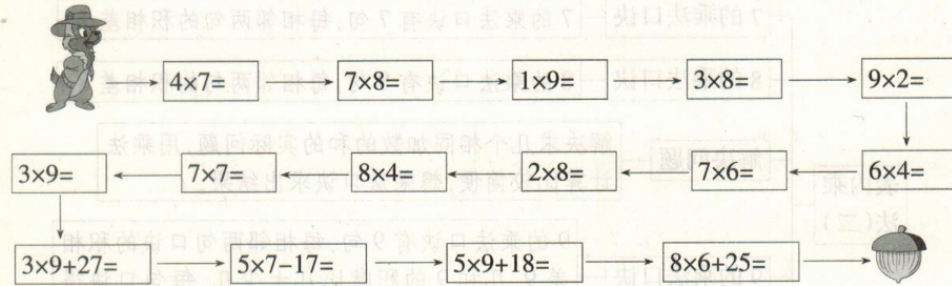 4×7= 7×8= 1×9= 3×8= 9×2=
3×9= 7×7= 8×4= 2×8= 7×6= 6×4=
3×9+27= 5×7-17= 5×9+18= 8×6+25=